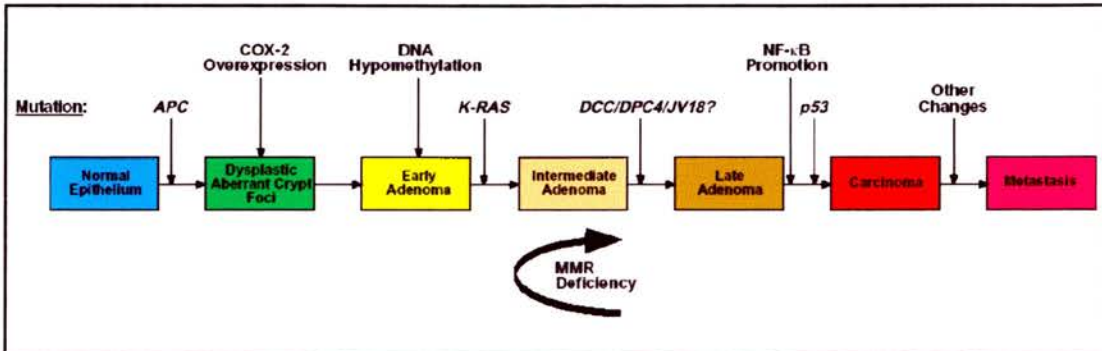 COX-2
Overexpression
DNA
Hypomethylation
NF-κB
Promotion
Mutation:
APC
K-RAS
DCC/DPC4/JV18?
p53
Other
Changes
Normal
Epithelium
Dysplastic
Aberrant Crypt
Foci
Early
Adenoma
Intermediate
Adenoma
Late
Adenoma
Carcinoma
Metastasis
MMR
Deficiency